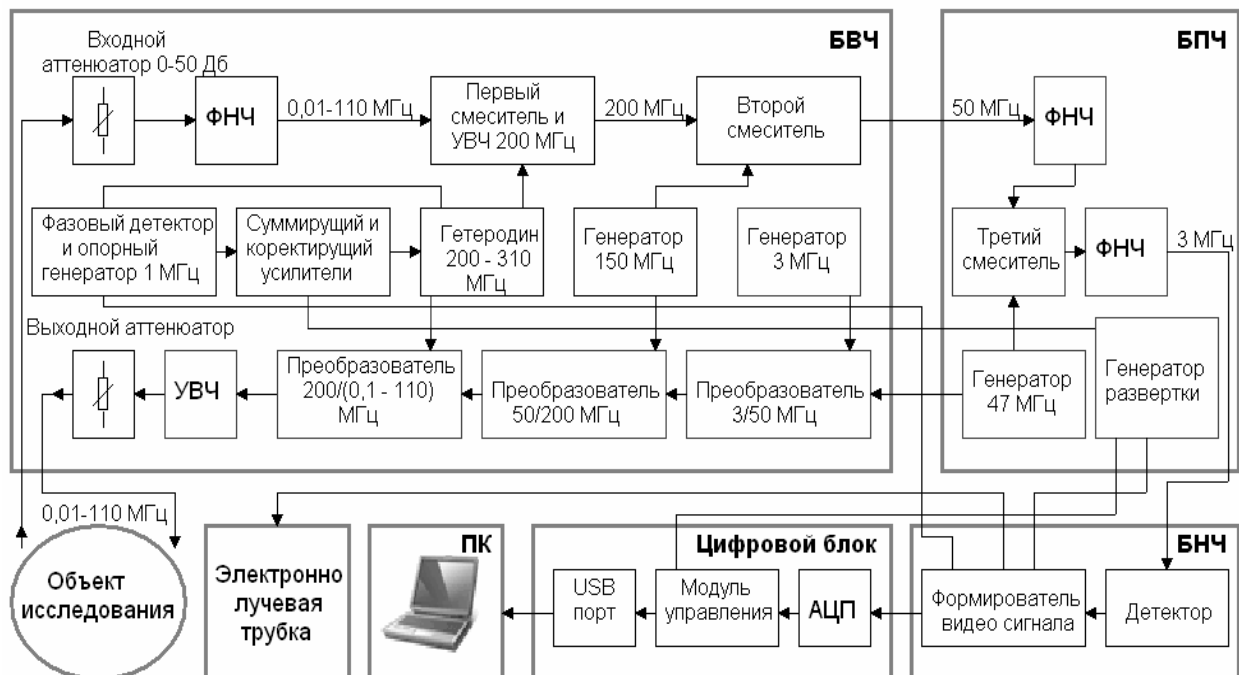 Входной
аттенюатор 0-50 Дб
БВЧ
БПЧ
ФНЧ
0,01-110 МГц
Первый
смеситель и
УВЧ 200 МГц
200 МГц
Второй
смеситель
50 МГц
ФНЧ
Фазовый детектор
и опорный
генератор 1 МГц
Суммирущий и
коректирущий
усилители
Гетеродин
200 - 310
МГц
Генератор
150 МГц
Генератор
3 МГц
Третий
смеситель
ФНЧ
3 МГц
Выходной аттенюатор
УВЧ
Преобразователь
200/(0,1 - 110)
МГц
Преобразователь
50/200 МГц
Преобразователь
3/50 МГц
Генератор
47 МГц
Генератор
развертки
0,01-110 МГц
Объект
исследования
Электронно
лучевая
трубка
ПК
Цифровой блок
USB
порт
Модуль
управления
АЦП
БНЧ
Формирователь
видео сигнала
Детектор